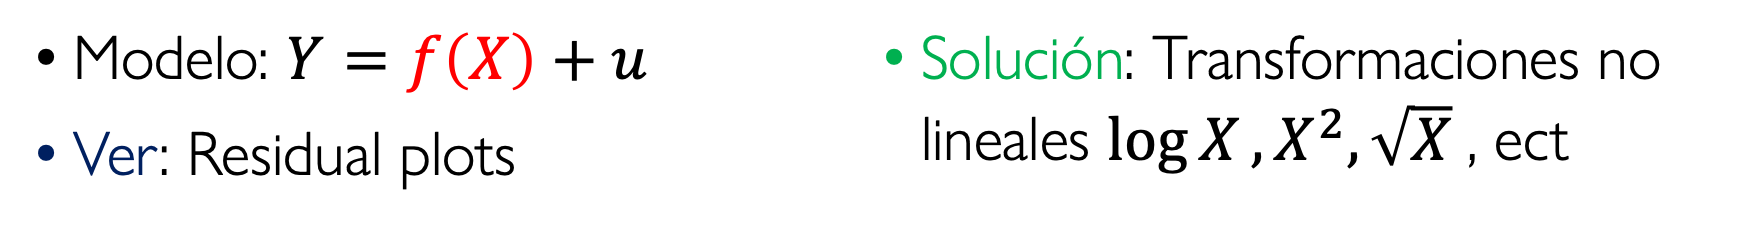 • Modelo: Y = f(X) + u
• Ver: Residual plots
• Solución: Transformaciones no
lineales log X , X², √X , ect